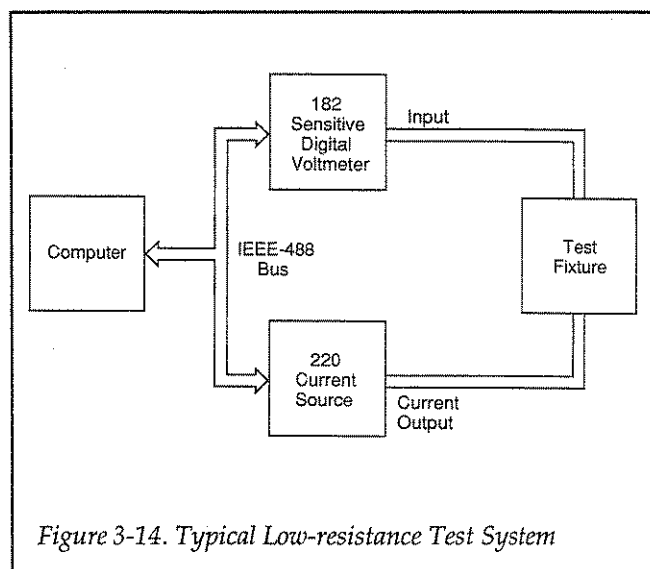 182
Sensitive
Digital
Voltmeter
Input
Computer
IEEE-488
Bus
Test
Fixture
220
Current
Source
Current
Output
Figure 3-14. Typical Low-resistance Test System